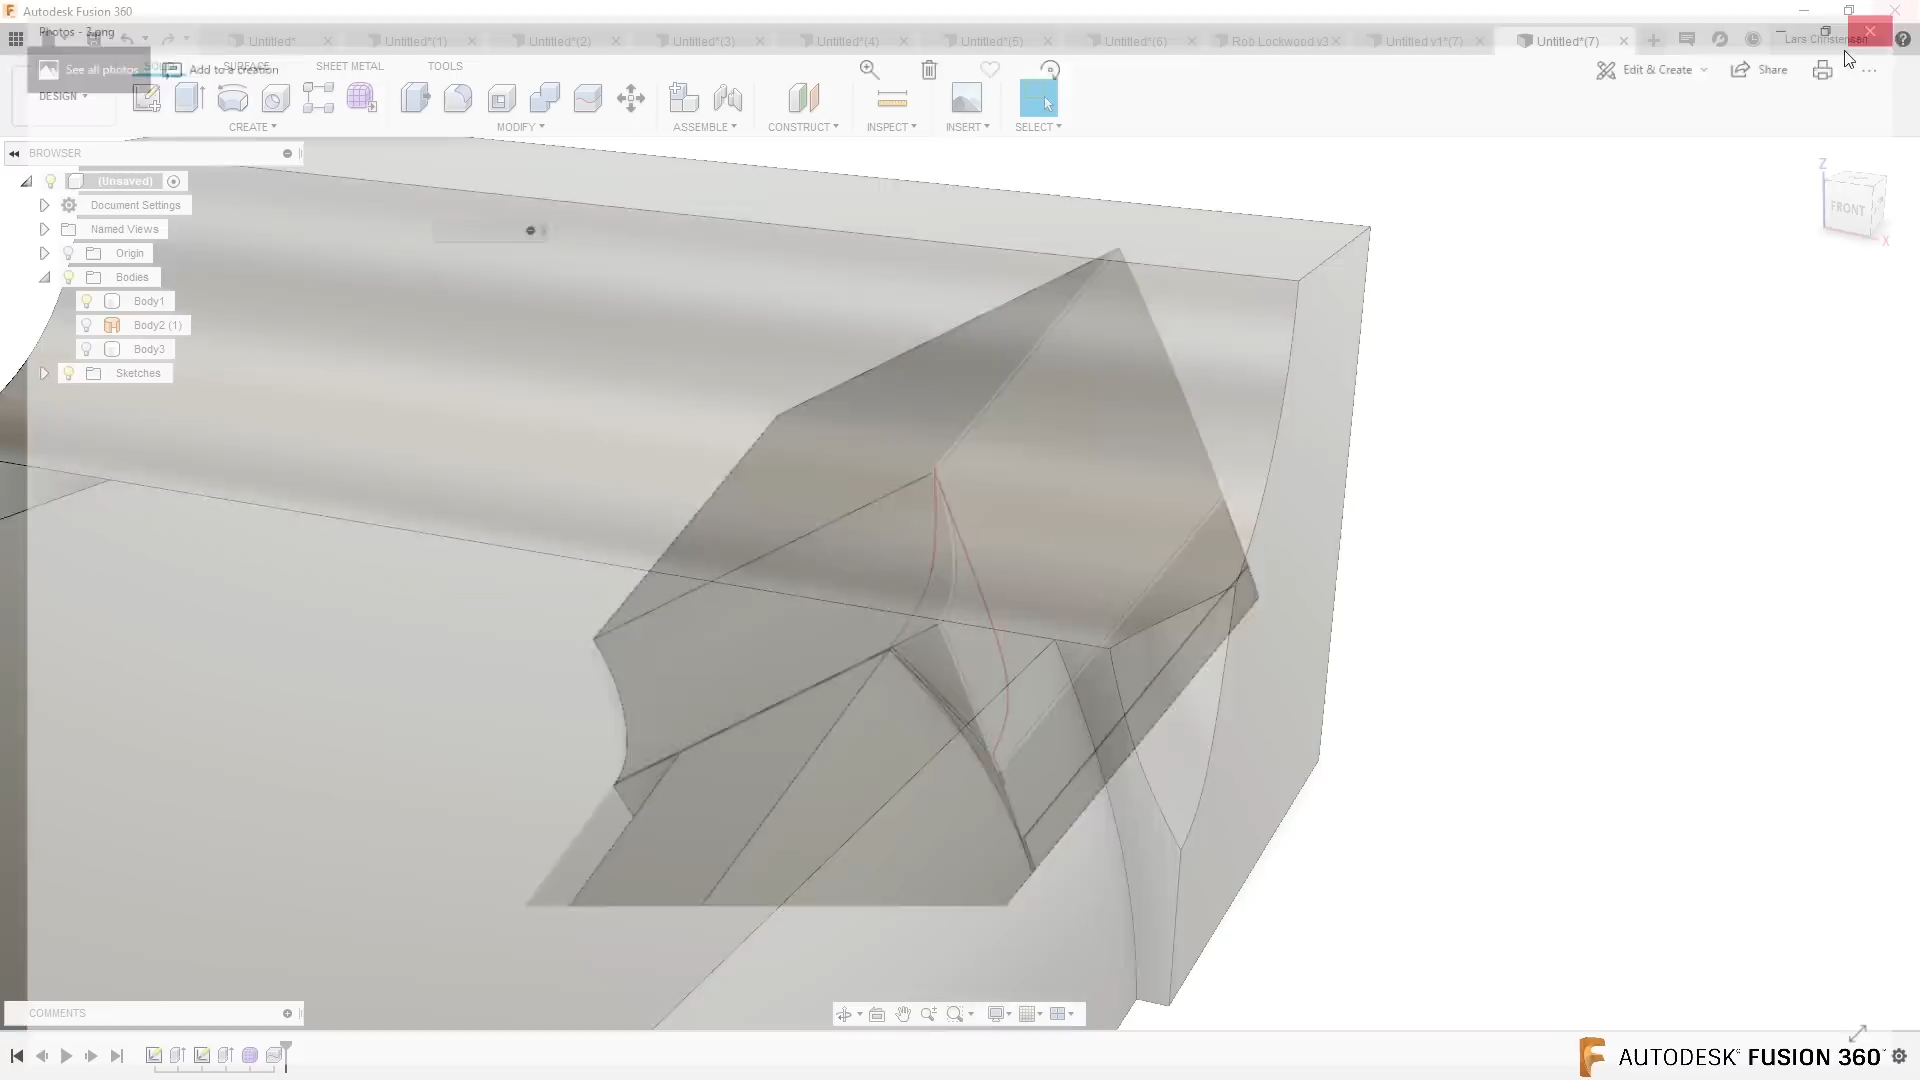 Autodesk Fusion 360
Photos - 3.png
Untitled*
Untitled*(1)
Untitled*(2)
Untitled*(3)
Untitled*(4)
Untitled*(5)
Untitled*(6)
Rob Lockwood v3
Untitled v1*(7)
Untitled*(7)
Lars Christensen
See all photos
Add to a creation
SURFACE
SHEET METAL
TOOLS
Edit & Create
Share
DESIGN
CREATE
MODIFY
ASSEMBLE
CONSTRUCT
INSPECT
INSERT
SELECT
BROWSER
(Unsaved)
Document Settings
Named Views
Origin
Bodies
Body1
Body2 (1)
Body3
Sketches
Z
FRONT
X
COMMENTS
AUTODESK® FUSION 360